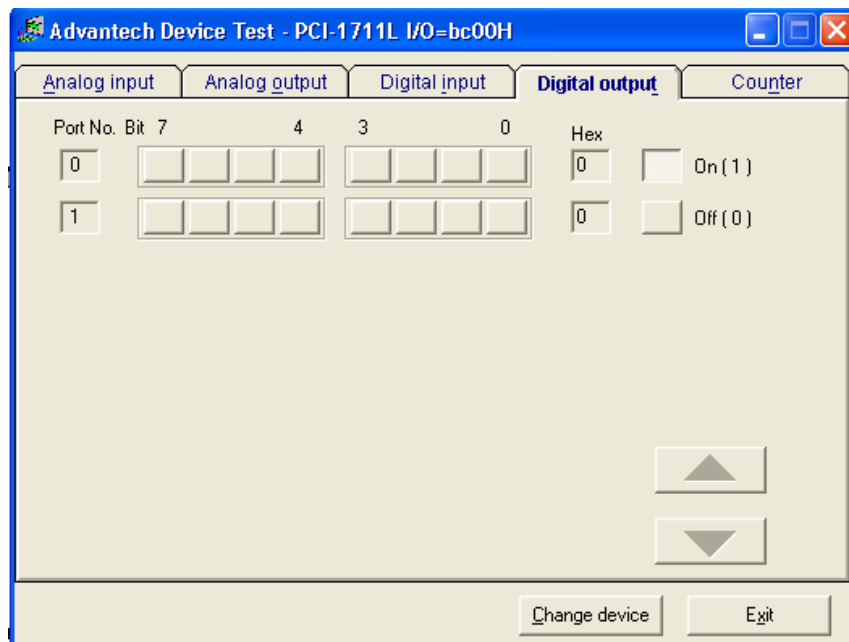 Advantech Device Test - PCI-1711L I/O=bc00H
Analog input Analog output Digital input Digital output Counter
Port No. Bit 7 4 3 0 Hex
0 0 On ( 1 )
1 0 Off ( 0 )
Change device Exit